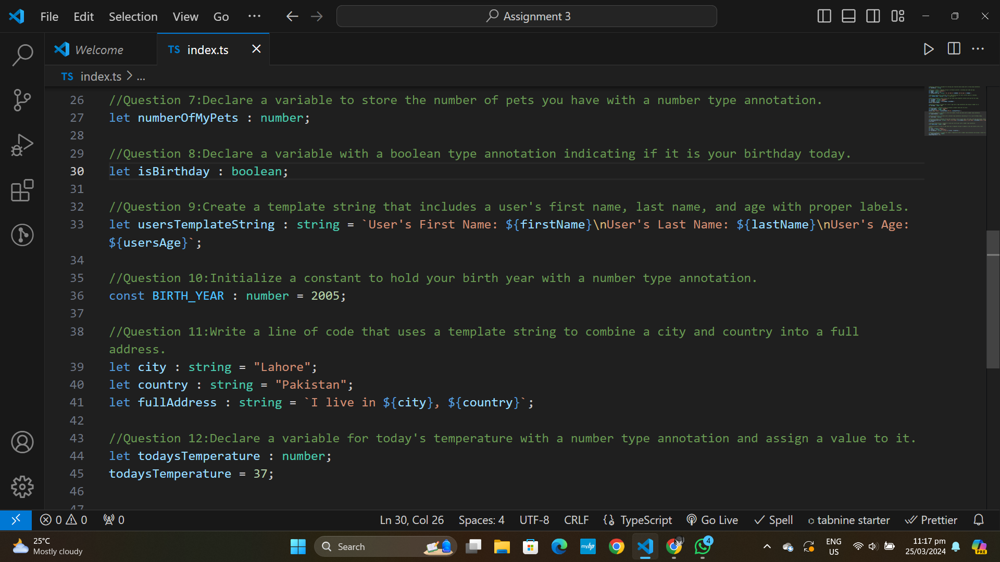 File Edit Selection View Go ... Assignment 3
Welcome TS index.ts
TS index.ts > ...
26 //Question 7:Declare a variable to store the number of pets you have with a number type annotation.
27 let numberOfMyPets : number;
28
29 //Question 8:Declare a variable with a boolean type annotation indicating if it is your birthday today.
30 let isBirthday : boolean;
31
32 //Question 9:Create a template string that includes a user's first name, last name, and age with proper labels.
33 let usersTemplateString : string = `User's First Name: ${firstName}\nUser's Last Name: ${lastName}\nUser's Age:
${usersAge}`;
34
35 //Question 10:Initialize a constant to hold your birth year with a number type annotation.
36 const BIRTH_YEAR : number = 2005;
37
38 //Question 11:Write a line of code that uses a template string to combine a city and country into a full
address.
39 let city : string = "Lahore";
40 let country : string = "Pakistan";
41 let fullAddress : string = `I live in ${city}, ${country}`;
42
43 //Question 12:Declare a variable for today's temperature with a number type annotation and assign a value to it.
44 let todaysTemperature : number;
45 todaysTemperature = 37;
46
47
0 0 0 Ln 30, Col 26 Spaces: 4 UTF-8 CRLF TypeScript Go Live Spell tabnine starter Prettier
25°C
Mostly cloudy
Search
myhp
4
ENG
US
11:17 pm
25/03/2024
PRE